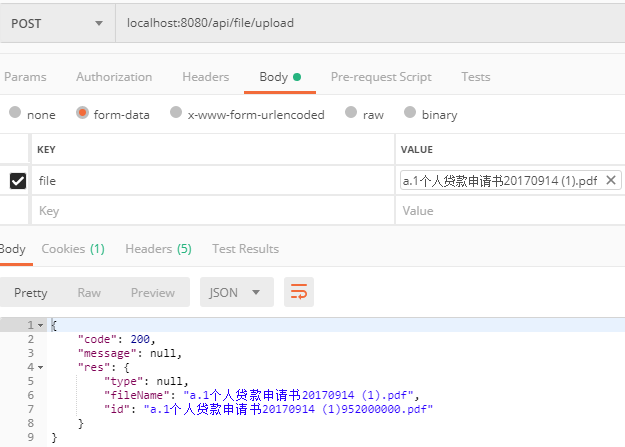 POST localhost:8080/api/file/upload
Params Authorization Headers Body Pre-request Script Tests
none form-data x-www-form-urlencoded raw binary
KEY VALUE
file a.1个人贷款申请书20170914 (1).pdf
Key Value
Body Cookies (1) Headers (5) Test Results
Pretty Raw Preview JSON
1 {
2 "code": 200,
3 "message": null,
4 "res": {
5 "type": null,
6 "fileName": "a.1个人贷款申请书20170914 (1).pdf",
7 "id": "a.1个人贷款申请书20170914 (1)952000000.pdf"
8 }
9 }